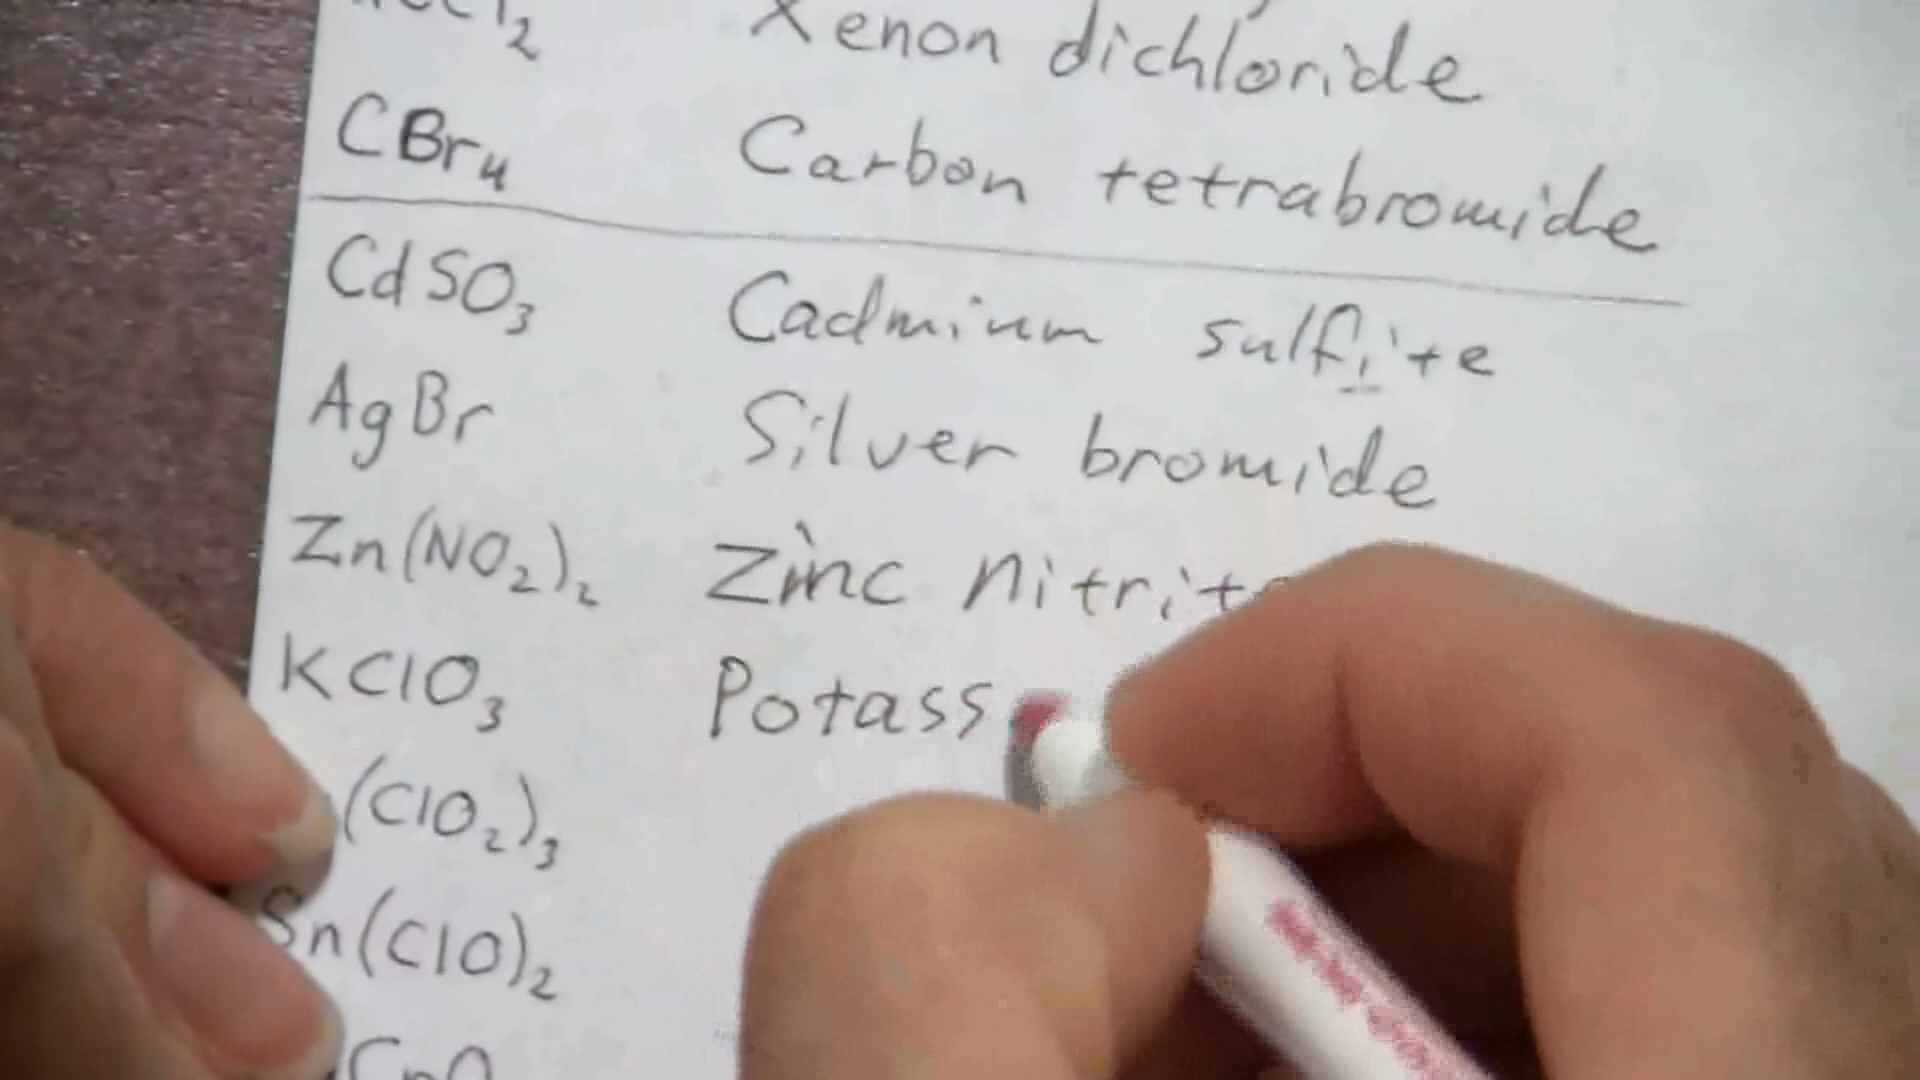 Xenon dichloride
CBr4 Carbon tetrabromide
CdSO3 Cadmium sulfite
AgBr Silver bromide
Zn(NO2)2 Zinc nitrite
KClO3 Potass
(ClO2)3
Sn(ClO)2